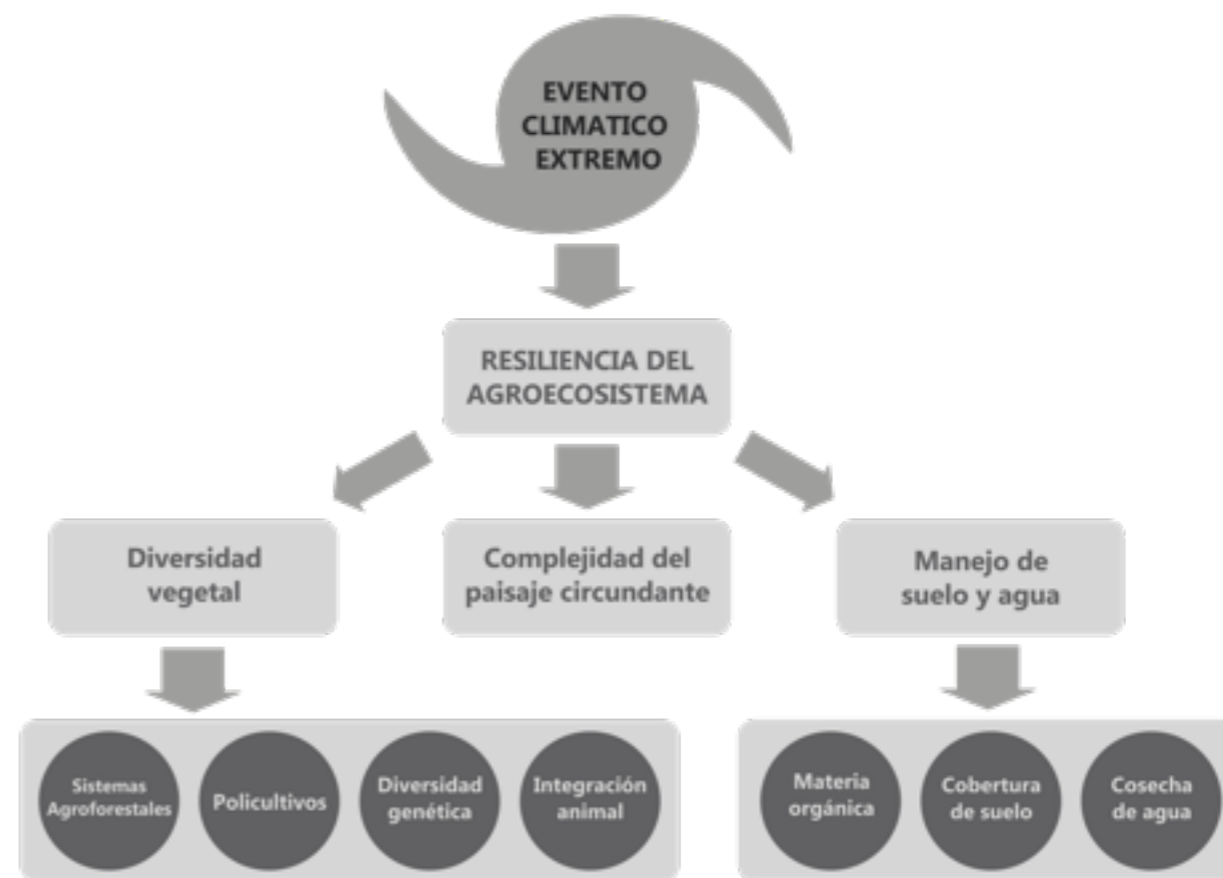 EVENTO
CLIMATICO
EXTREMO
RESILIENCIA DEL
AGROECOSISTEMA
Diversidad
vegetal
Complejidad del
paisaje circundante
Manejo de
suelo y agua
Sistemas
Agroforestales
Policultivos
Diversidad
genética
Integración
animal
Materia
orgánica
Cobertura
de suelo
Cosecha
de agua